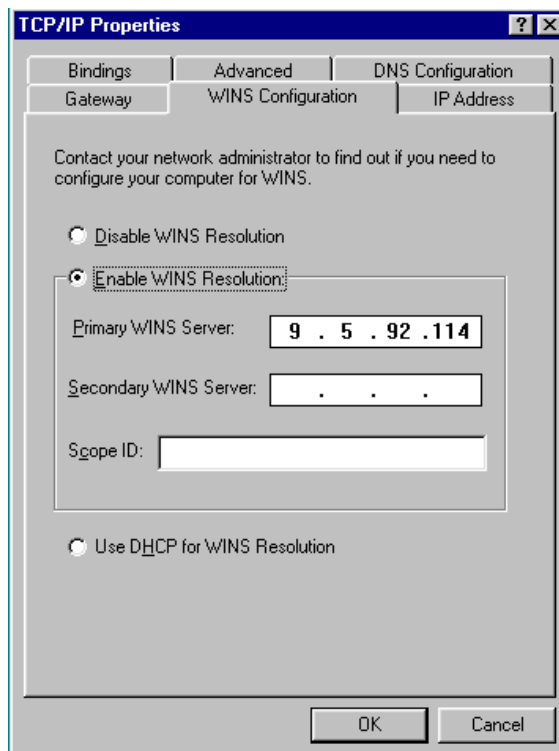 TCP/IP Properties
Bindings Advanced DNS Configuration
Gateway WINS Configuration IP Address
Contact your network administrator to find out if you need to
configure your computer for WINS.
Disable WINS Resolution
Enable WINS Resolution:
Primary WINS Server: 9 . 5 . 92 .114
Secondary WINS Server: . . .
Scope ID:
Use DHCP for WINS Resolution
OK Cancel